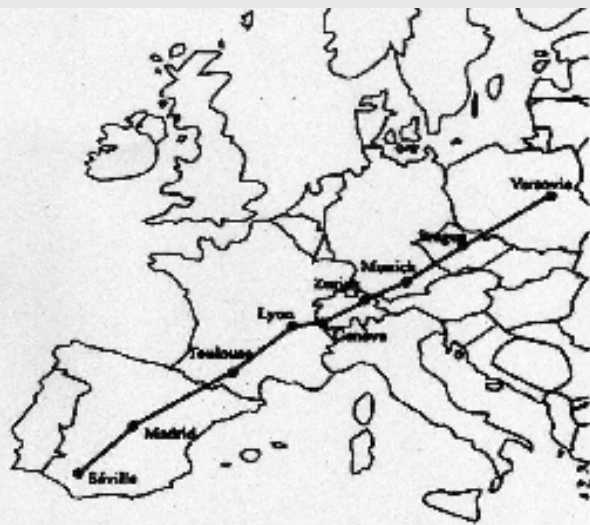 Varsovie
Prague
Munich
Zurich
Lyon
Genève
Toulouse
Madrid
Séville